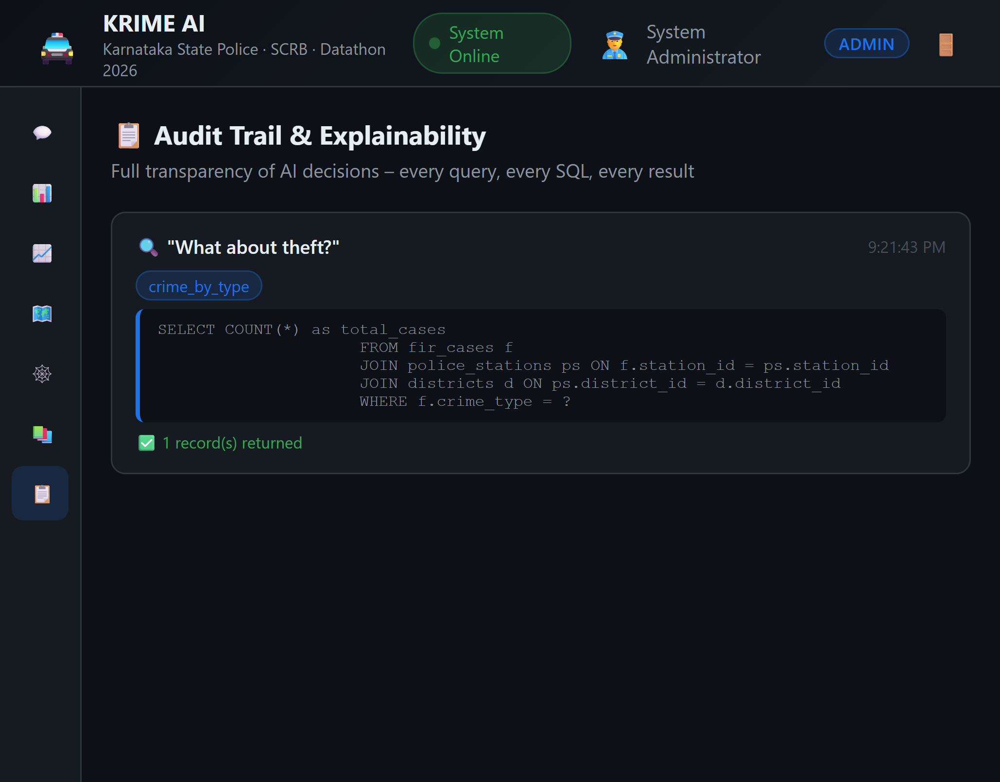 KRIME AI
Karnataka State Police · SCRB · Datathon
2026
System
Online
System
Administrator
ADMIN
Audit Trail & Explainability
Full transparency of AI decisions – every query, every SQL, every result
"What about theft?"
9:21:43 PM
crime_by_type
SELECT COUNT(*) as total_cases
FROM fir_cases f
JOIN police_stations ps ON f.station_id = ps.station_id
JOIN districts d ON ps.district_id = d.district_id
WHERE f.crime_type = ?
1 record(s) returned